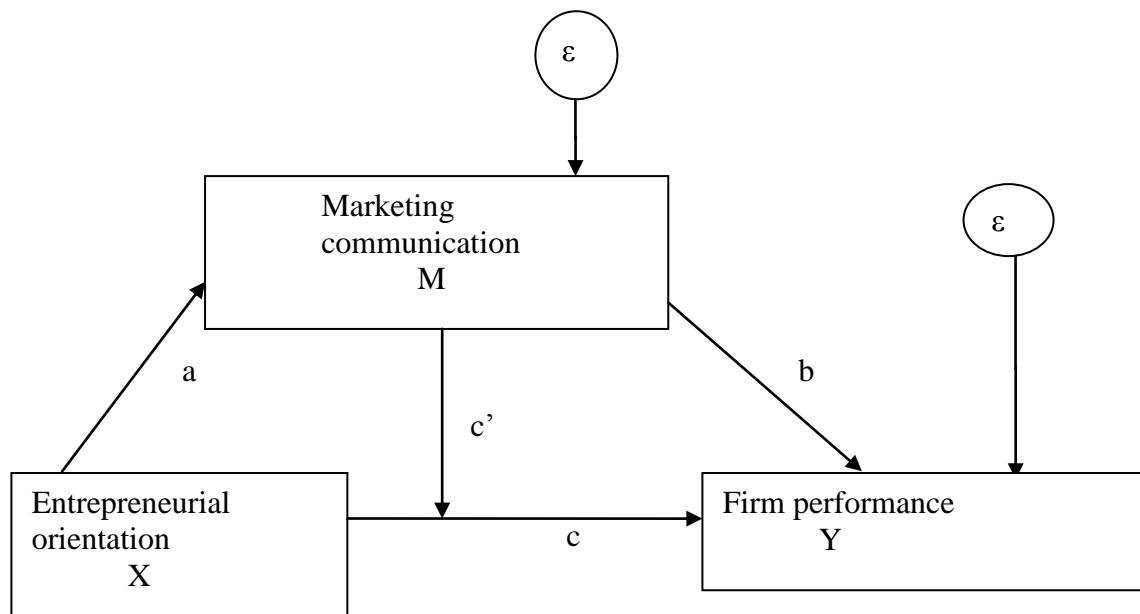 ε
Marketing
communication
M
ε
a
b
c’
Entrepreneurial
orientation
X
c
Firm performance
Y